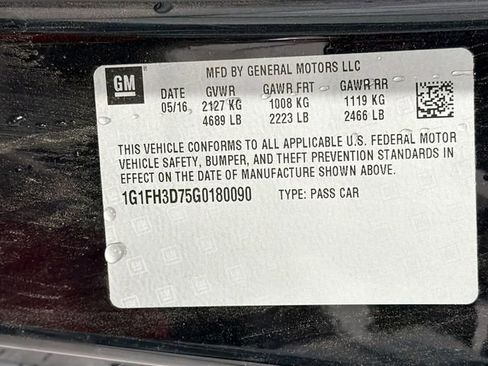 GM
MFD BY GENERAL MOTORS LLC
DATE GVWR GAWR FRT GAWR RR
05/16 2127 KG 1008 KG 1119 KG
4689 LB 2223 LB 2466 LB
THIS VEHICLE CONFORMS TO ALL APPLICABLE U.S. FEDERAL MOTOR
VEHICLE SAFETY, BUMPER, AND THEFT PREVENTION STANDARDS IN
EFFECT ON THE DATE OF MANUFACTURE SHOWN ABOVE.
1G1FH3D75G0180090 TYPE: PASS CAR